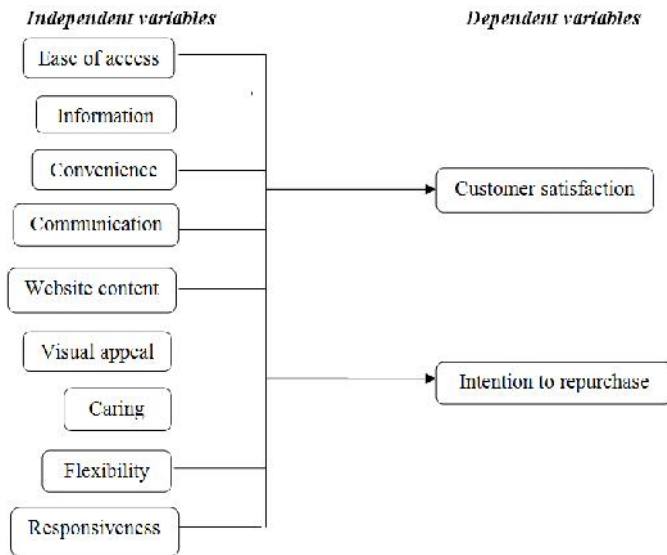 Independent variables
Dependent variables
Ease of access
Information
Convenience
Customer satisfaction
Communication
Website content
Visual appeal
Intention to repurchase
Caring
Flexibility
Responsiveness